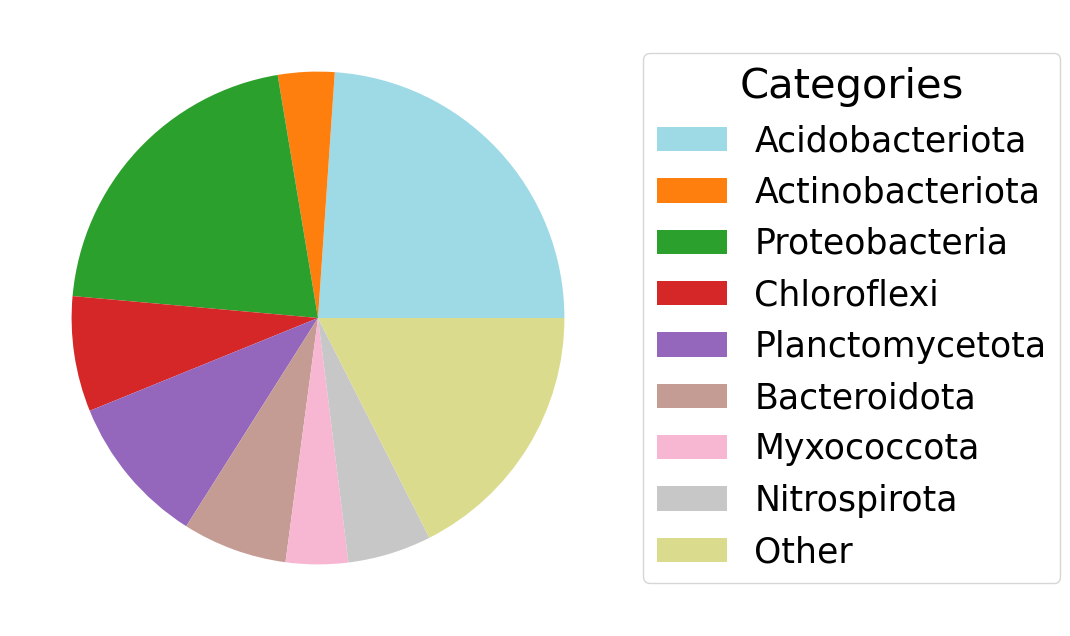 Categories
Acidobacteriota
Actinobacteriota
Proteobacteria
Chloroflexi
Planctomycetota
Bacteroidota
Myxococcota
Nitrospirota
Other